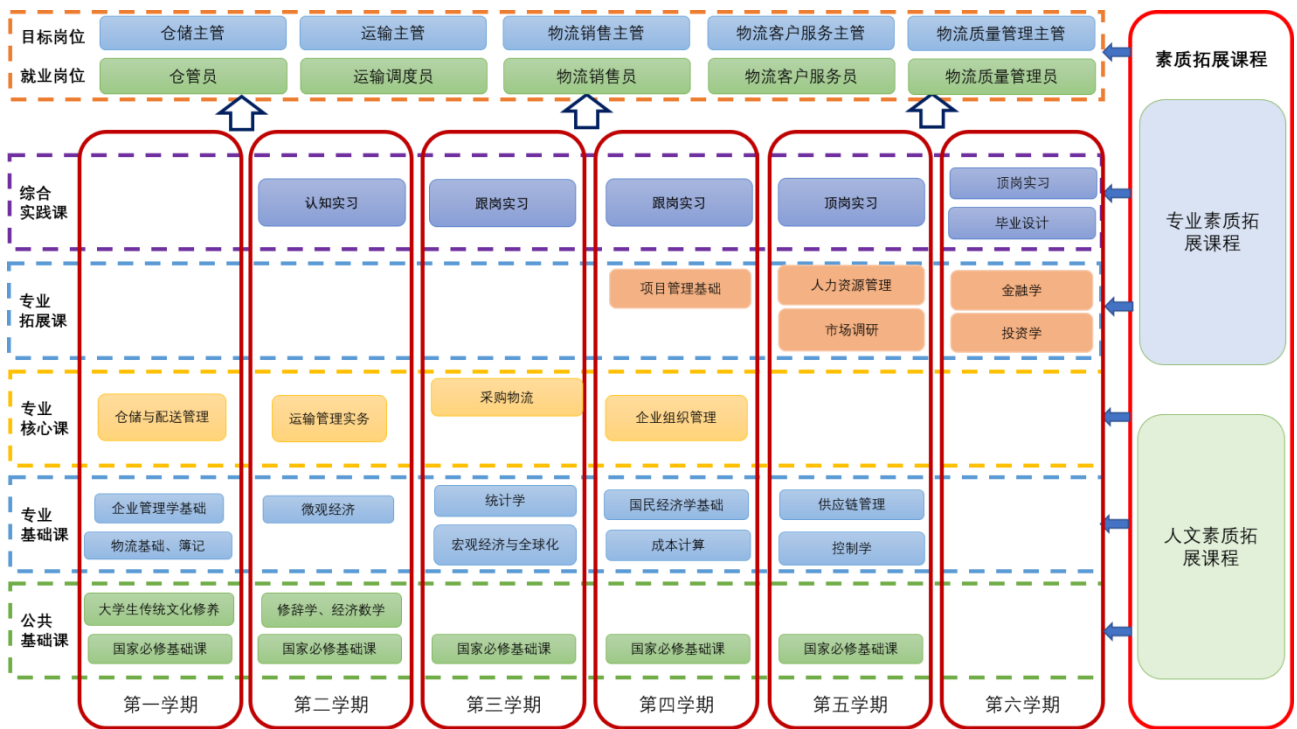 目标岗位
仓储主管
运输主管
物流销售主管
物流客户服务主管
物流质量管理主管
就业岗位
仓管员
运输调度员
物流销售员
物流客户服务员
物流质量管理员
素质拓展课程
专业素质拓
展课程
人文素质拓
展课程
综合
实践课
认知实习
跟岗实习
跟岗实习
顶岗实习
顶岗实习
毕业设计
专业
拓展课
项目管理基础
人力资源管理
市场调研
金融学
投资学
专业
核心课
仓储与配送管理
运输管理实务
采购物流
企业组织管理
专业
基础课
企业管理学基础
物流基础、簿记
微观经济
统计学
宏观经济与全球化
国民经济学基础
成本计算
供应链管理
控制学
公共
基础课
大学生传统文化修养
国家必修基础课
修辞学、经济数学
国家必修基础课
国家必修基础课
国家必修基础课
国家必修基础课
第一学期
第二学期
第三学期
第四学期
第五学期
第六学期